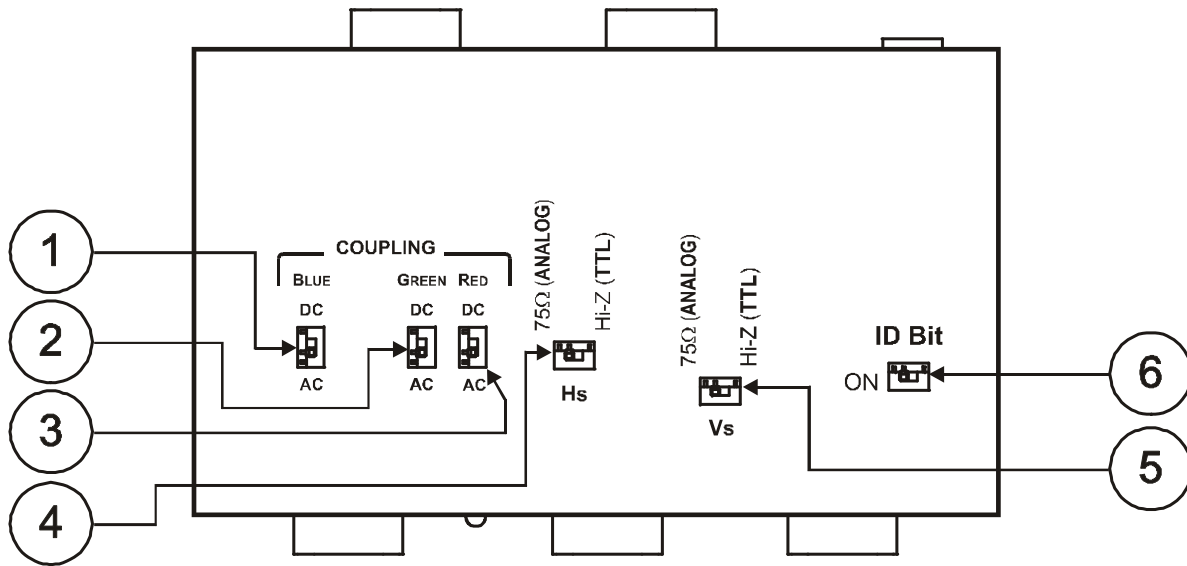 COUPLING
BLUE GREEN RED
DC DC DC
AC AC AC
75Ω (ANALOG)
Hi-Z (TTL)
Hs
75Ω (ANALOG)
Hi-Z (TTL)
Vs
ID Bit
ON
1
2
3
4
6
5